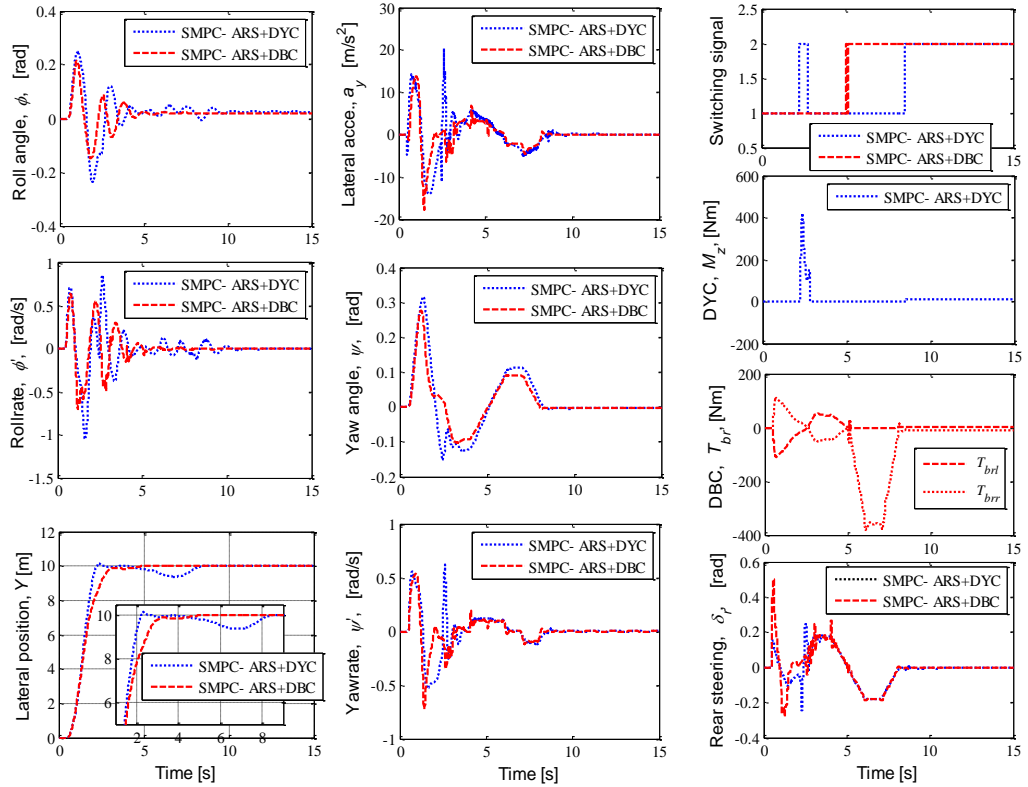 Roll angle, ϕ, [rad]
0.4
0.2
0
-0.2
-0.4
0 5 10 15
SMPC- ARS+DYC
SMPC- ARS+DBC
Rollrate, ϕ', [rad/s]
1
0.5
0
-0.5
-1
-1.5
0 5 10 15
SMPC- ARS+DYC
SMPC- ARS+DBC
Lateral position, Y [m]
12
10
8
6
4
2
0
0 5 10 15
10
8
6
2 4 6 8
SMPC- ARS+DYC
SMPC- ARS+DBC
Time [s]
Lateral acce., a_y [m/s²]
30
20
10
0
-10
-20
0 5 10 15
SMPC- ARS+DYC
SMPC- ARS+DBC
Yaw angle, ψ, [rad]
0.4
0.3
0.2
0.1
0
0.1
0.2
0 5 10 15
SMPC- ARS+DYC
SMPC- ARS+DBC
Yawrate, ψ', [rad/s]
1
0.5
0
-0.5
-1
0 5 10 15
SMPC- ARS+DYC
SMPC- ARS+DBC
Time [s]
Switching signal
2.5
2
1.5
1
0.5
0 5 10 15
SMPC- ARS+DYC
SMPC- ARS+DBC
DYC, M_z, [Nm]
600
400
200
0
-200
0 5 10 15
SMPC- ARS+DYC
DBC, T_br, [Nm]
200
0
-200
-400
0 5 10 15
T_brl
T_brr
Rear steering, δ_r, [rad]
0.6
0.4
0.2
0
-0.2
-0.4
0 5 10 15
SMPC- ARS+DYC
SMPC- ARS+DBC
Time [s]